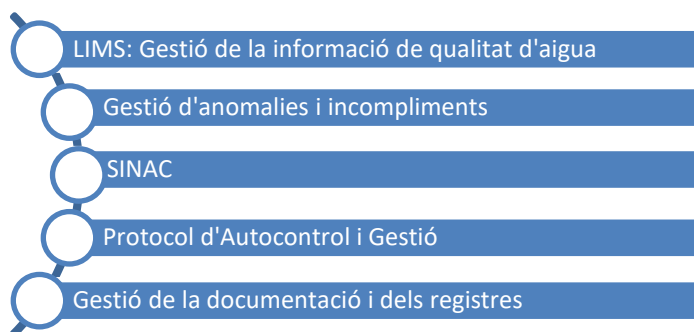 LIMS: Gestió de la informació de qualitat d'aigua
Gestió d'anomalies i incompliments
SINAC
Protocol d'Autocontrol i Gestió
Gestió de la documentació i dels registres